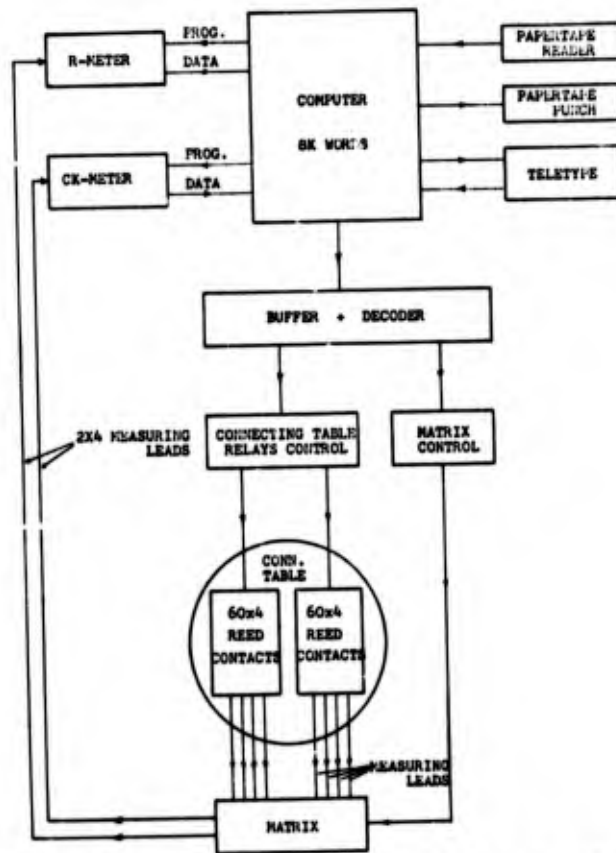 PROG.
R-METER
DATA
PAPERTAPE
READER
COMPUTER
8K WORDS
PAPERTAPE
PUNCH
PROG.
CK-METER
DATA
TELETYPE
BUFFER + DECODER
2X4 MEASURING
LEADS
CONNECTING TABLE
RELAYS CONTROL
MATRIX
CONTROL
CONN.
TABLE
60x4
REED
CONTACTS
60x4
REED
CONTACTS
MEASURING
LEADS
MATRIX